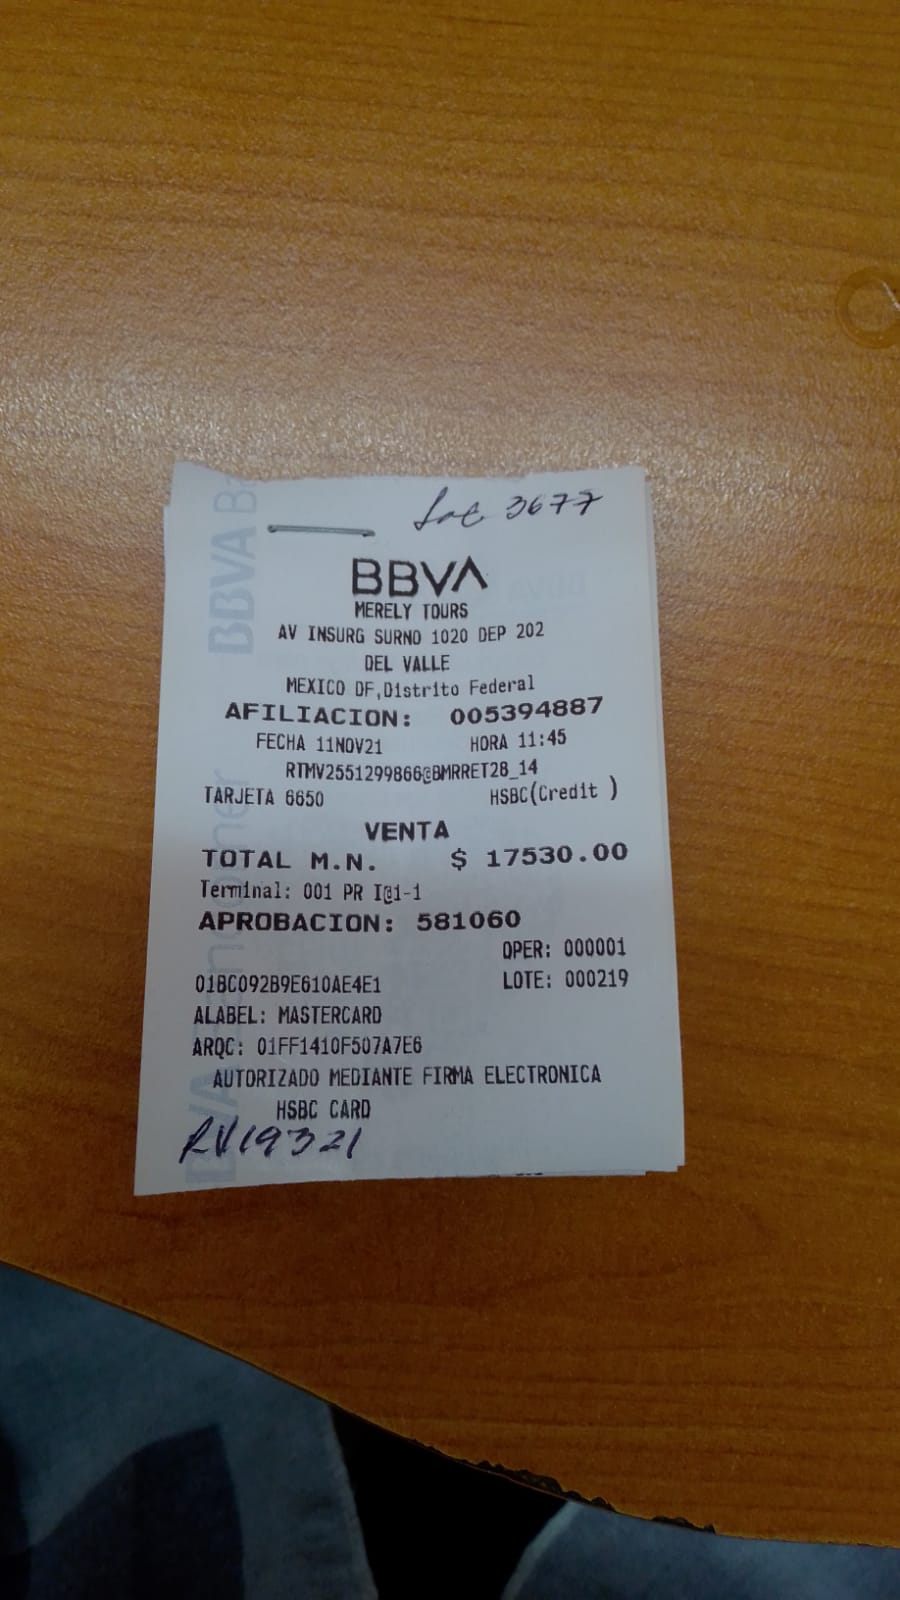 Loc 3677
BBVA
MERELY TOURS
AV INSURG SURNO 1020 DEP 202
DEL VALLE
MEXICO DF,Distrito Federal
AFILIACION: 005394887
FECHA 11NOV21 HORA 11:45
RTMV2551299866@BMRRET28_14
TARJETA 6650 HSBC(Credit )
VENTA
TOTAL M.N. $ 17530.00
Terminal: 001 PR I@1-1
APROBACION: 581060
OPER: 000001
01BC092B9E610AE4E1 LOTE: 000219
ALABEL: MASTERCARD
ARQC: 01FF1410F507A7E6
AUTORIZADO MEDIANTE FIRMA ELECTRONICA
HSBC CARD
RV19321